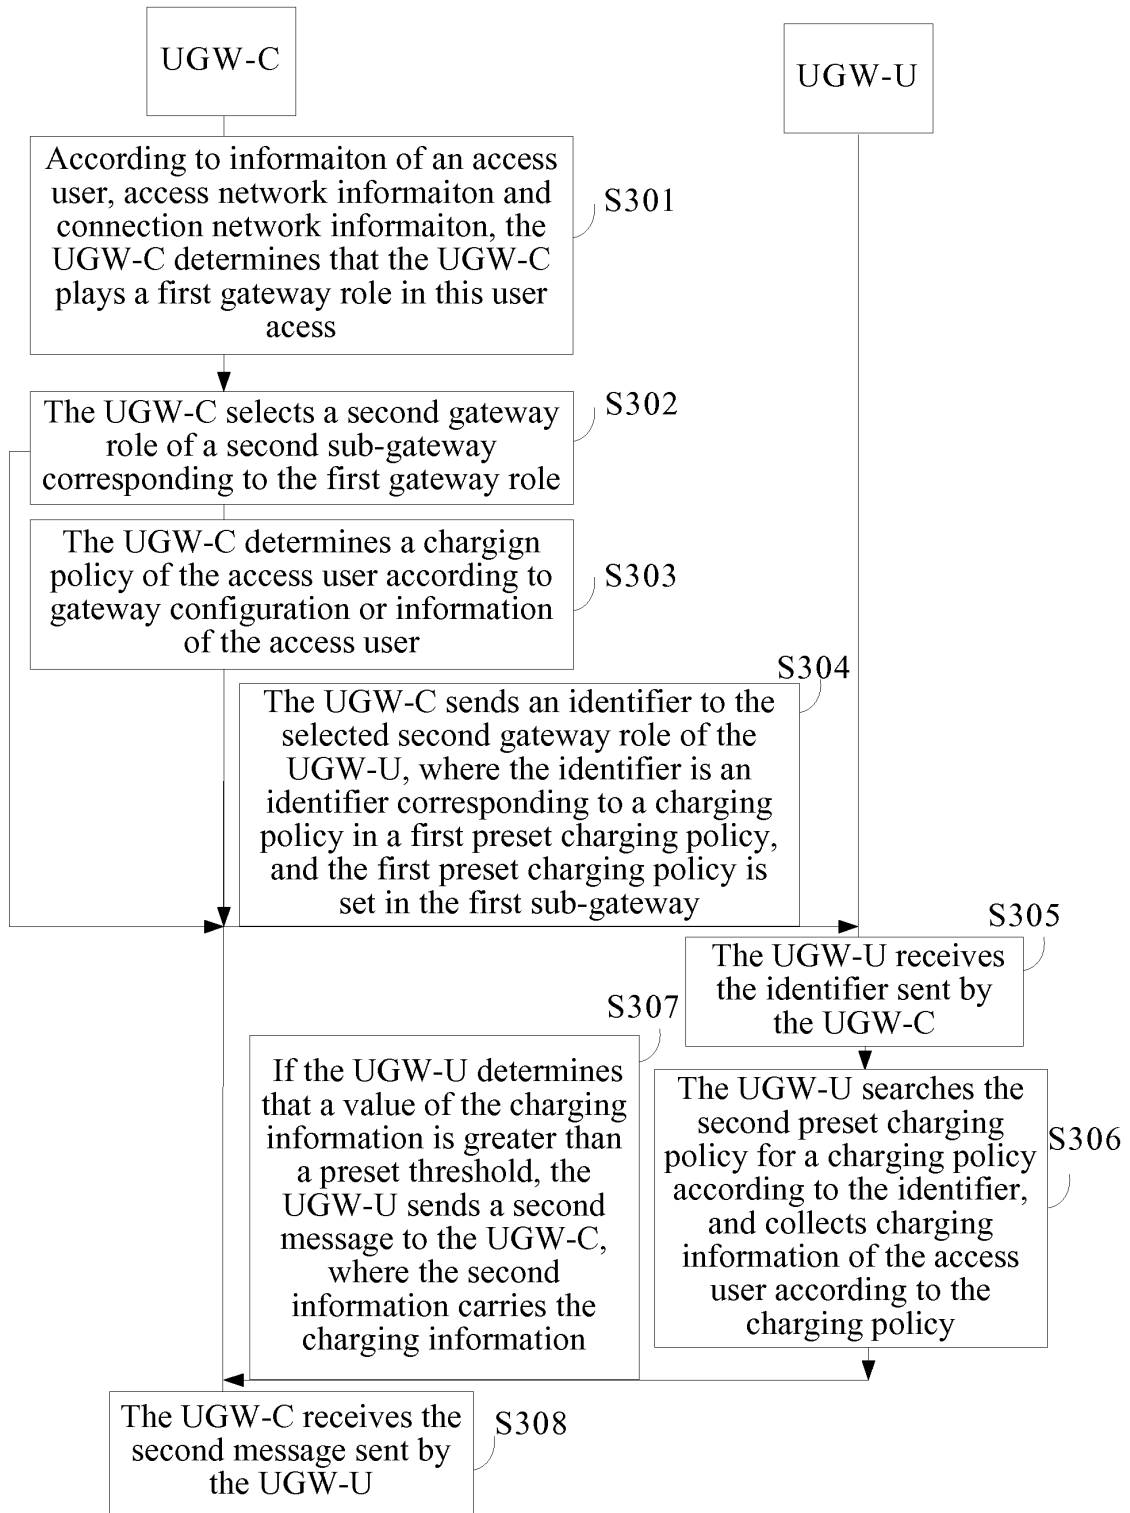 UGW-C
UGW-U
According to informaiton of an access
user, access network informaiton and
connection network informaiton, the
UGW-C determines that the UGW-C
plays a first gateway role in this user
acess
S301
The UGW-C selects a second gateway
role of a second sub-gateway
corresponding to the first gateway role
S302
The UGW-C determines a chargign
policy of the access user according to
gateway configuration or information
of the access user
S303
S304
The UGW-C sends an identifier to the
selected second gateway role of the
UGW-U, where the identifier is an
identifier corresponding to a charging
policy in a first preset charging policy,
and the first preset charging policy is
set in the first sub-gateway
S305
The UGW-U receives
the identifier sent by
the UGW-C
The UGW-U searches the
second preset charging
policy for a charging policy
according to the identifier,
and collects charging
information of the access
user according to the
charging policy
S306
S307
If the UGW-U determines
that a value of the charging
information is greater than
a preset threshold, the
UGW-U sends a second
message to the UGW-C,
where the second
information carries the
charging information
The UGW-C receives the
second message sent by
the UGW-U
S308